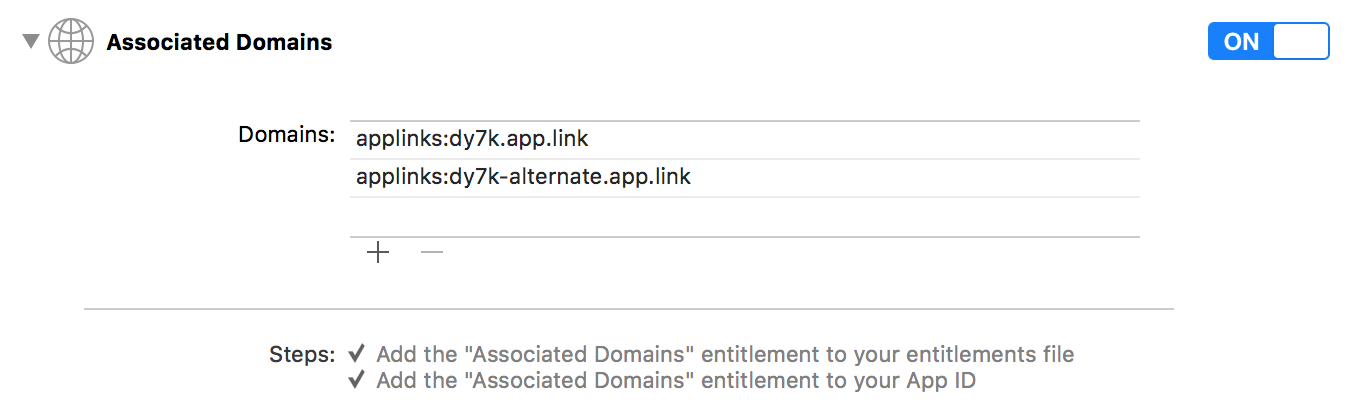 Associated Domains
ON
Domains:
applinks:dy7k.app.link
applinks:dy7k-alternate.app.link
Steps: ✓ Add the "Associated Domains" entitlement to your entitlements file
✓ Add the "Associated Domains" entitlement to your App ID